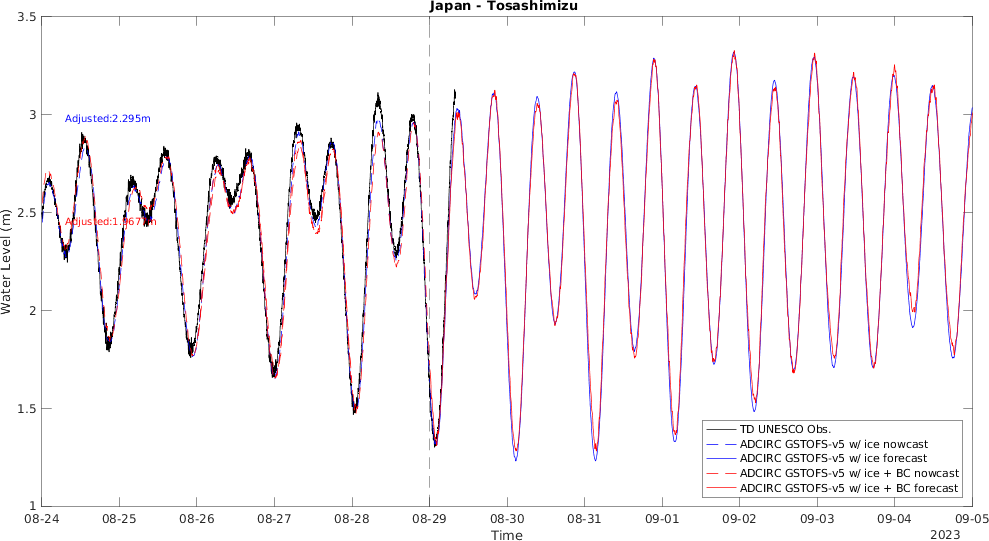 Japan - Tosashimizu
3.5
3
2.5
2
1.5
1
Water Level (m)
Adjusted:2.295m
08-24
08-25
08-26
08-27
08-28
08-29
08-30
08-31
09-01
09-02
09-03
09-04
09-05
Time
2023
TD UNESCO Obs.
ADCIRC GSTOFS-v5 w/ ice nowcast
ADCIRC GSTOFS-v5 w/ ice forecast
ADCIRC GSTOFS-v5 w/ ice + BC nowcast
ADCIRC GSTOFS-v5 w/ ice + BC forecast